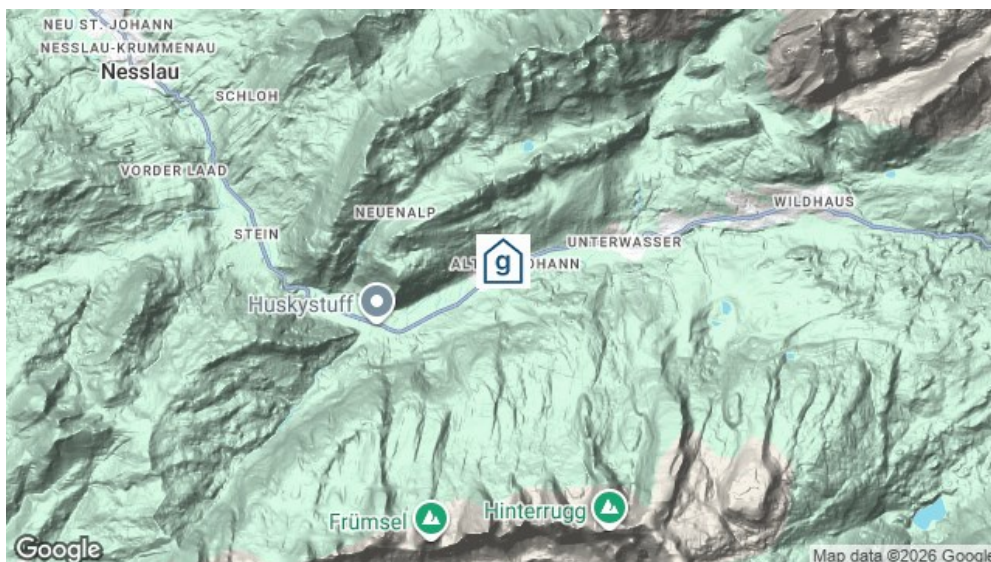 NEU ST. JOHANN
NESSLAU-KRUMMENAU
Nesslau
SCHLOH
VORDER LAAD
WILDHAUS
NEUENALP
STEIN
UNTERWASSER
g
OHANN
Huskystuff
Frümsel
Hinterrugg
Google
Map data ©2026 Google